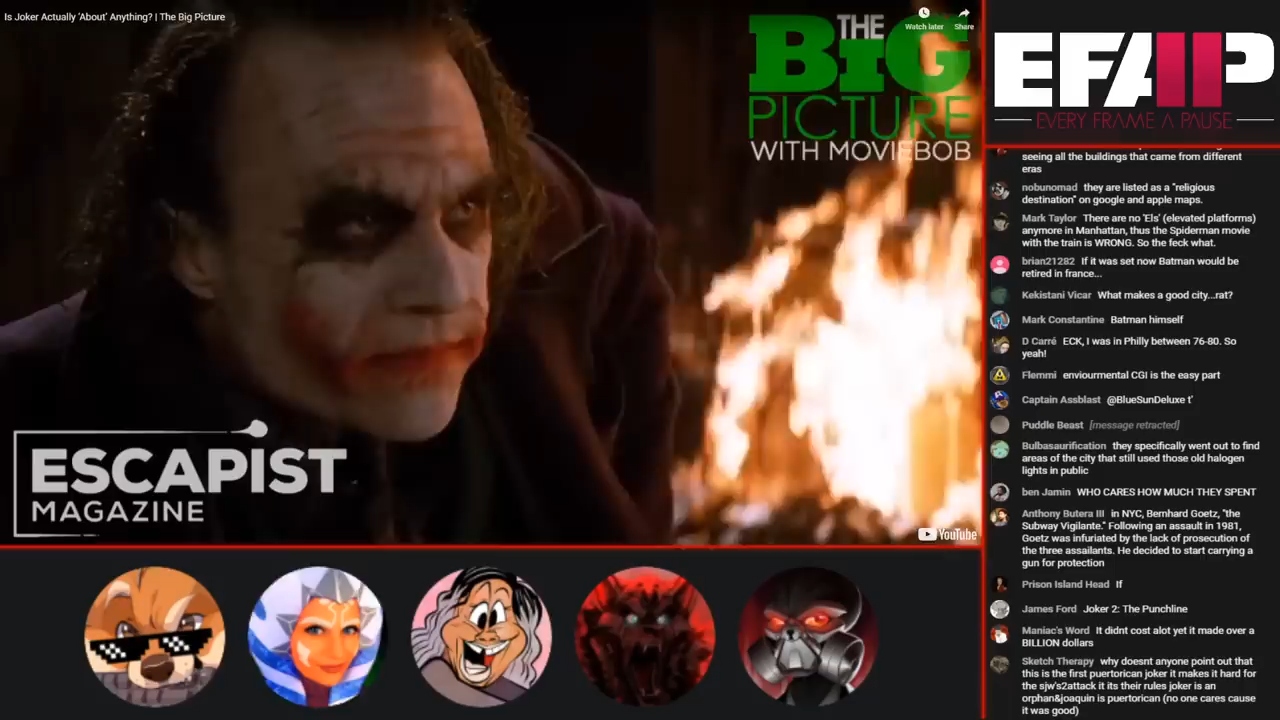 Is Joker Actually 'About' Anything? | The Big Picture
Watch later
Share
THE
BiG
PICTURE
WITH MOVIEBOB
ESCAPIST
MAGAZINE
YouTube
EFAP
EVERY FRAME A PAUSE
seeing all the buildings that came from different
eras
nobunomad they are listed as a "religious
destination" on google and apple maps.
Mark Taylor There are no 'Els' (elevated platforms)
anymore in Manhattan, thus the Spiderman movie
with the train is WRONG. So the feck what.
brian21282 If it was set now Batman would be
retired in france...
Kekistani Vicar What makes a good city...rat?
Mark Constantine Batman himself
D Carré ECK, I was in Philly between 76-80. So
yeah!
Flemmi enviourmental CGI is the easy part
Captain Assblast @BlueSunDeluxe t'
Puddle Beast [message retracted]
Bulbasaurification they specifically went out to find
areas of the city that still used those old halogen
lights in public
ben Jamin WHO CARES HOW MUCH THEY SPENT
Anthony Butera III in NYC, Bernhard Goetz, "the
Subway Vigilante." Following an assault in 1981,
Goetz was infuriated by the lack of prosecution of
the three assailants. He decided to start carrying a
gun for protection
Prison Island Head If
James Ford Joker 2: The Punchline
Maniac's Word It didnt cost alot yet it made over a
BILLION dollars
Sketch Therapy why doesnt anyone point out that
this is the first puertorican joker it makes it hard for
the sjw's2attack it its their rules joker is an
orphan&joaquin is puertorican (no one cares cause
it was good)